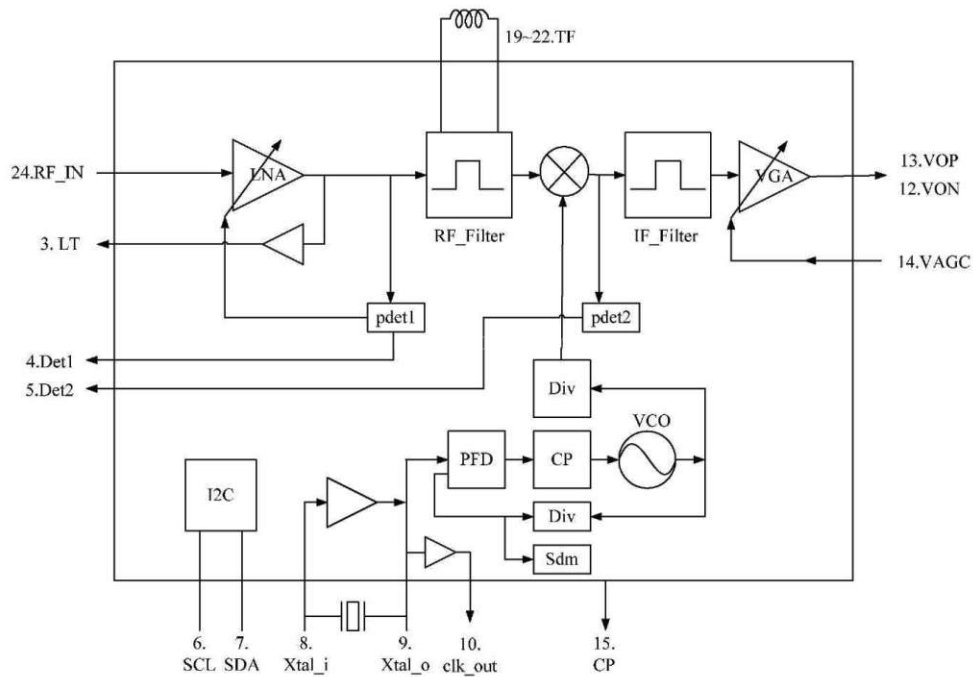 19~22.TF
24.RF_IN
LNA
VGA
13.VOP
12.VON
3. LT
RF_Filter
IF_Filter
14.VAGC
pdet1
pdet2
4.Det1
5.Det2
Div
VCO
PFD
CP
I2C
Div
Sdm
6.
SCL
7.
SDA
8.
Xtal_i
9.
Xtal_o
10.
clk_out
15.
CP